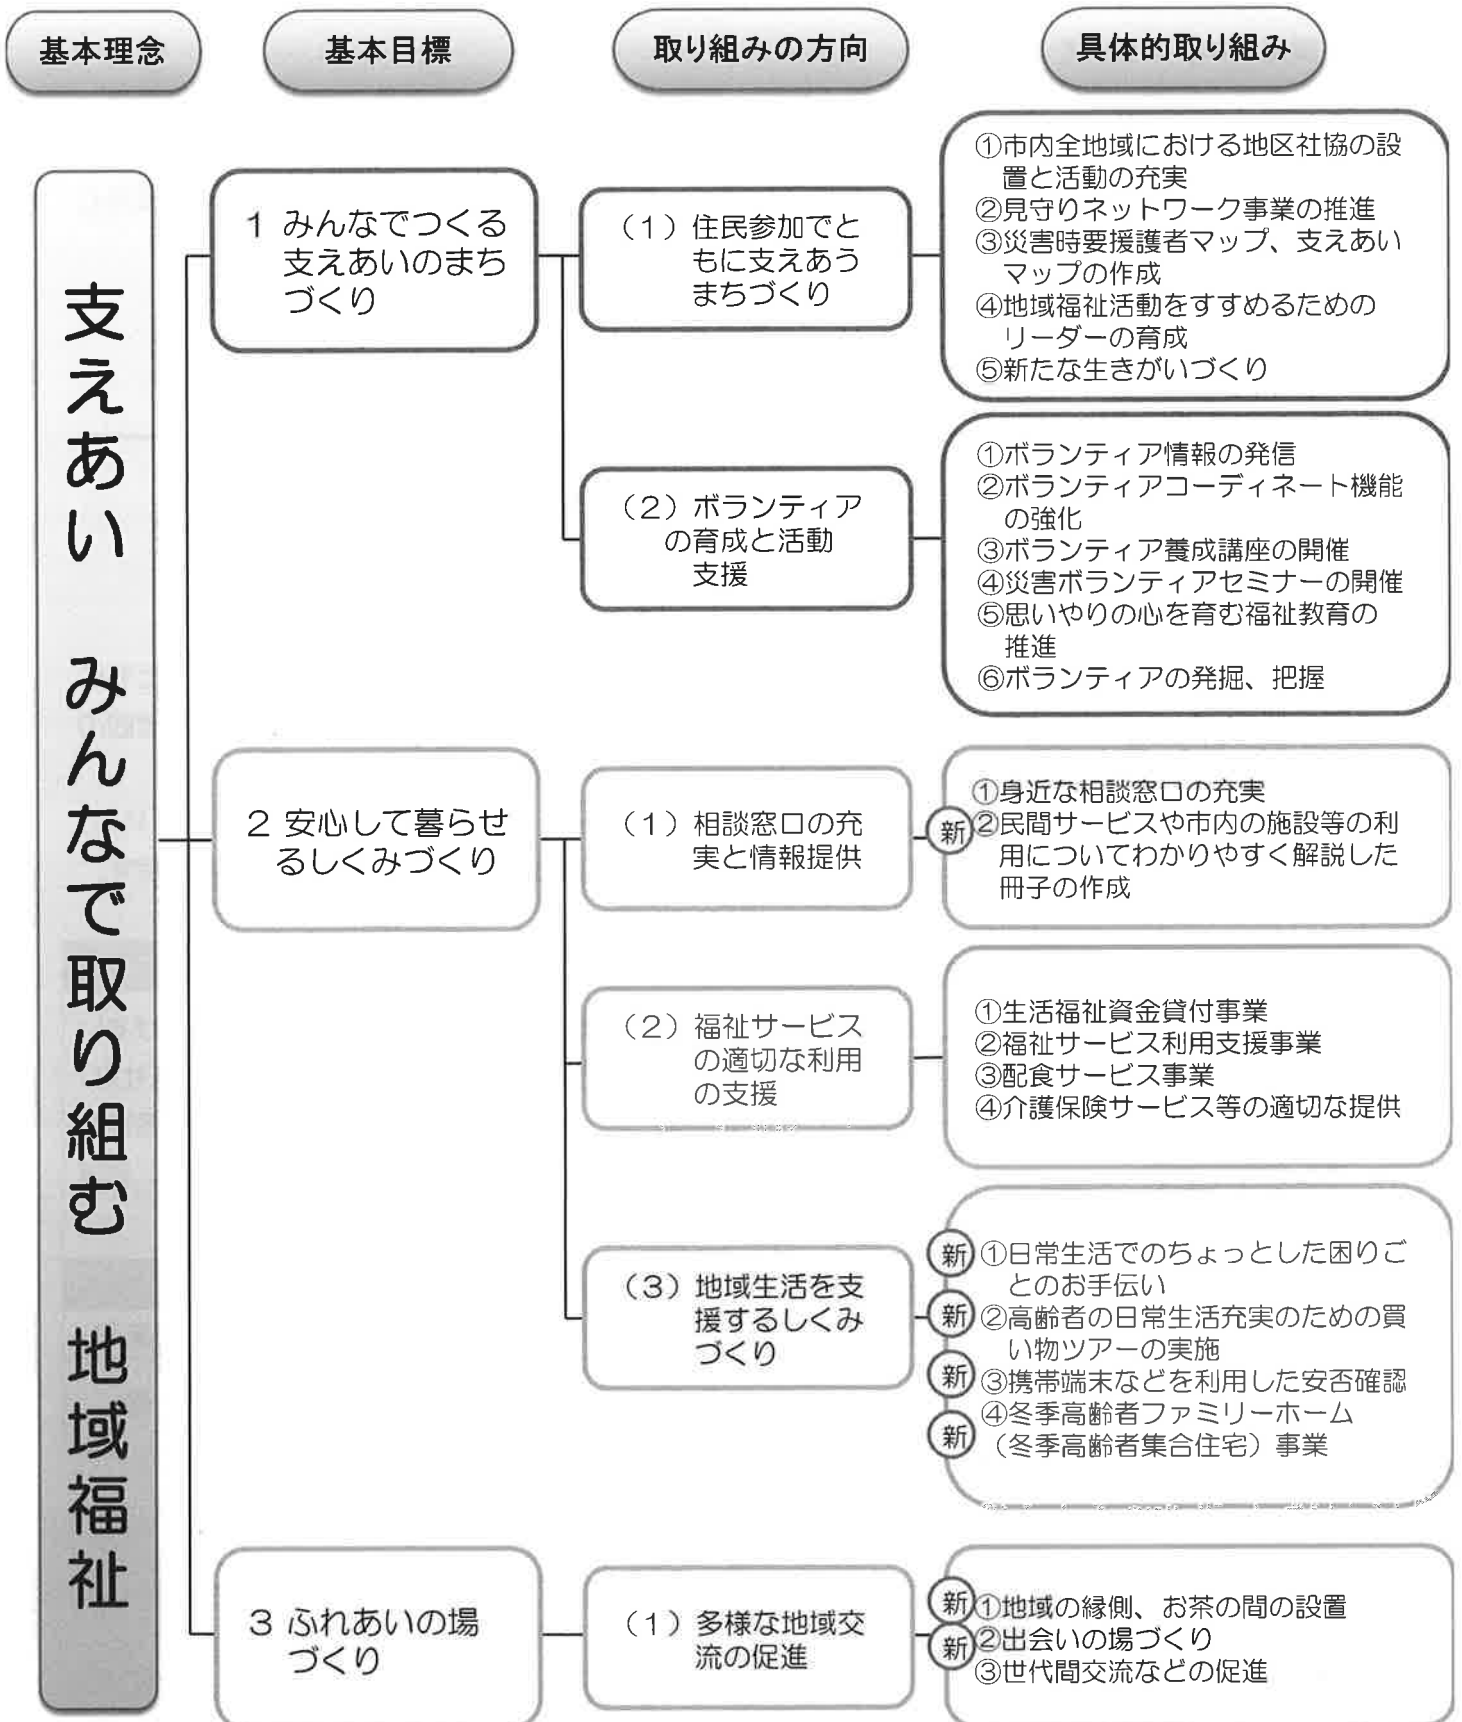 基本理念
基本目標
取り組みの方向
具体的取り組み
支えあい みんなで取り組む 地域福祉
1 みんなでつくる
支えあいのまち
づくり
（1）住民参加でと
もに支えあう
まちづくり
①市内全地域における地区社協の設
置と活動の充実
②見守りネットワーク事業の推進
③災害時要援護者マップ、支えあい
マップの作成
④地域福祉活動をすすめるための
リーダーの育成
⑤新たな生きがいづくり
（2）ボランティア
の育成と活動
支援
①ボランティア情報の発信
②ボランティアコーディネート機能
の強化
③ボランティア養成講座の開催
④災害ボランティアセミナーの開催
⑤思いやりの心を育む福祉教育の
推進
⑥ボランティアの発掘、把握
2 安心して暮らせ
るしくみづくり
（1）相談窓口の充
実と情報提供
①身近な相談窓口の充実
新 ②民間サービスや市内の施設等の利
用についてわかりやすく解説した
冊子の作成
（2）福祉サービス
の適切な利用
の支援
①生活福祉資金貸付事業
②福祉サービス利用支援事業
③配食サービス事業
④介護保険サービス等の適切な提供
（3）地域生活を支
援するしくみ
づくり
新 ①日常生活でのちょっとした困りご
とのお手伝い
新 ②高齢者の日常生活充実のための買
い物ツアーの実施
新 ③携帯端末などを利用した安否確認
④冬季高齢者ファミリーホーム
新 （冬季高齢者集合住宅）事業
3 ふれあいの場
づくり
（1）多様な地域交
流の促進
新 ①地域の縁側、お茶の間の設置
新 ②出会いの場づくり
③世代間交流などの促進